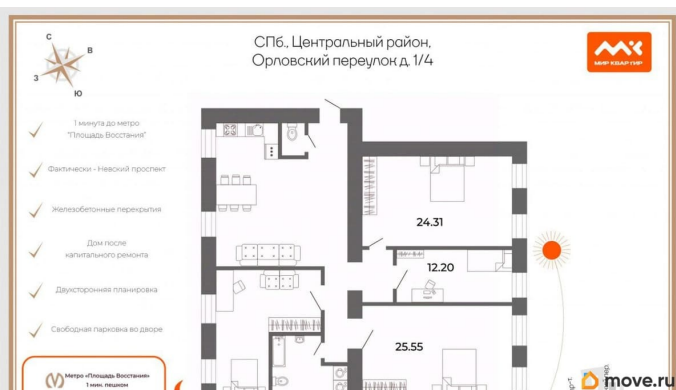 СПб., Центральный район,
Орловский переулок д. 1/4
МИР КВАРТИР
С
В
З
Ю
1 минута до метро
"Площадь Восстания"
Фактически - Невский проспект
Железобетонные перекрытия
Дом после
капитального ремонта
Двухсторонняя планировка
Свободная парковка во дворе
Метро «Площадь Восстания»
1 мин. пешком
24.31
12.20
25.55
move.ru